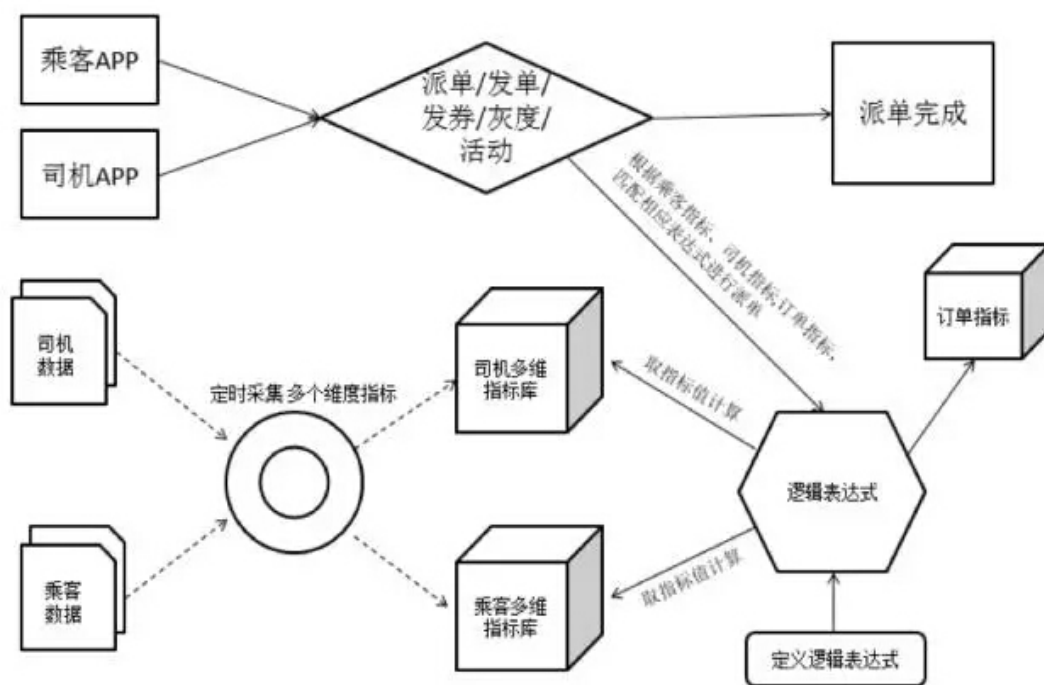 乘客APP
司机APP
派单/发单/
发券/灰度/
活动
派单完成
根据乘客指标、司机指标,订单指标、
匹配相应表达式进行派单
订单指标
司机
数据
定时采集 多个维度指标
司机多维
指标库
取指标值计算
逻辑表达式
乘客
数据
乘客多维
指标库
取指标值计算
定义逻辑表达式